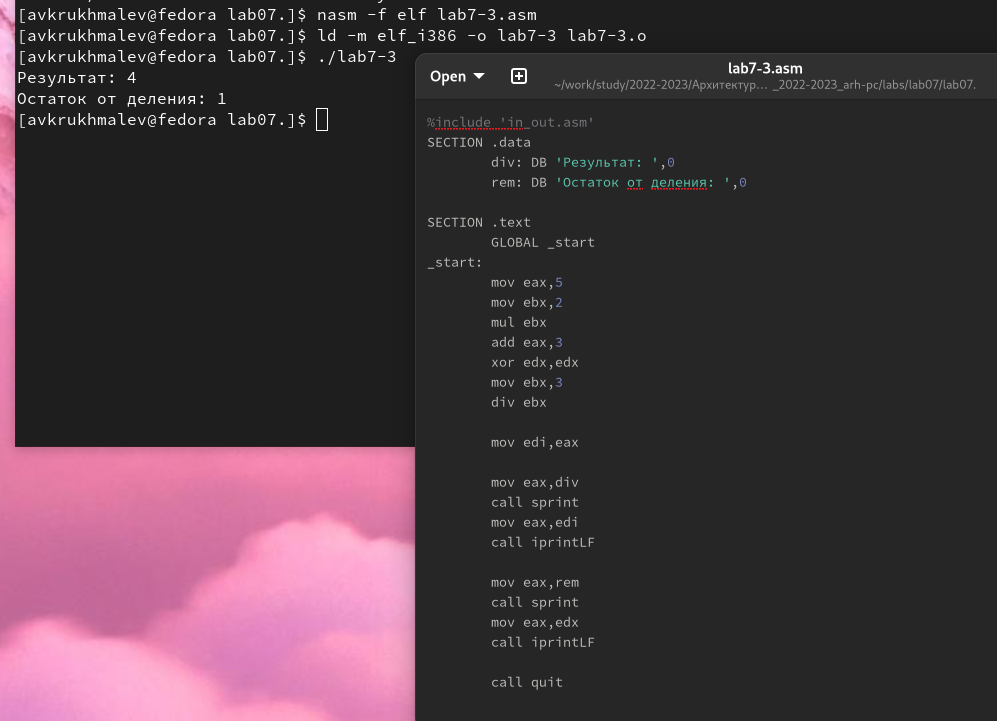 [avkrukhmalev@fedora lab07.]$ nasm -f elf lab7-3.asm
[avkrukhmalev@fedora lab07.]$ ld -m elf_i386 -o lab7-3 lab7-3.o
[avkrukhmalev@fedora lab07.]$ ./lab7-3
Результат: 4
Остаток от деления: 1
[avkrukhmalev@fedora lab07.]$
Open
lab7-3.asm
~/work/study/2022-2023/Архитектур… _2022-2023_arh-pc/labs/lab07/lab07.
%include 'in_out.asm'
SECTION .data
div: DB 'Результат: ',0
rem: DB 'Остаток от деления: ',0
SECTION .text
GLOBAL _start
_start:
mov eax,5
mov ebx,2
mul ebx
add eax,3
xor edx,edx
mov ebx,3
div ebx
mov edi,eax
mov eax,div
call sprint
mov eax,edi
call iprintLF
mov eax,rem
call sprint
mov eax,edx
call iprintLF
call quit